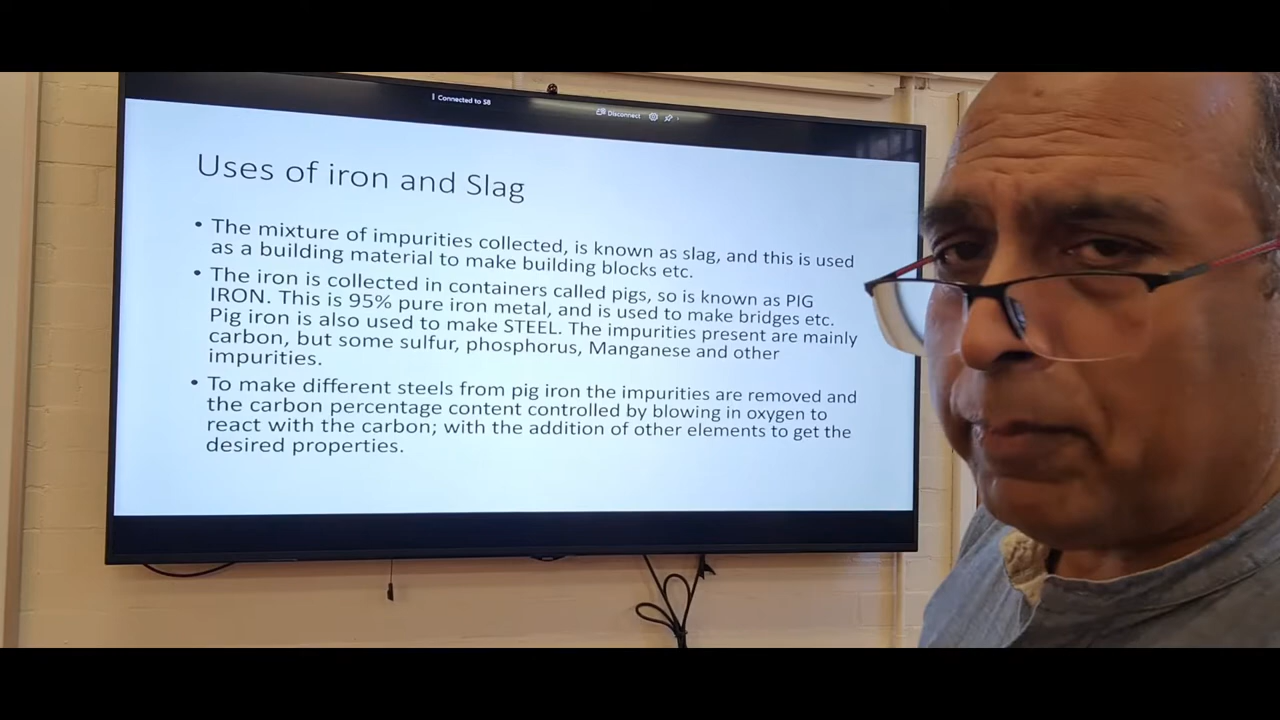 Connected to S8
Disconnect
Uses of iron and Slag
• The mixture of impurities collected, is known as slag, and this is used
as a building material to make building blocks etc.
• The iron is collected in containers called pigs, so is known as PIG
IRON. This is 95% pure iron metal, and is used to make bridges etc.
Pig iron is also used to make STEEL. The impurities present are mainly
carbon, but some sulfur, phosphorus, Manganese and other
impurities.
• To make different steels from pig iron the impurities are removed and
the carbon percentage content controlled by blowing in oxygen to
react with the carbon; with the addition of other elements to get the
desired properties.